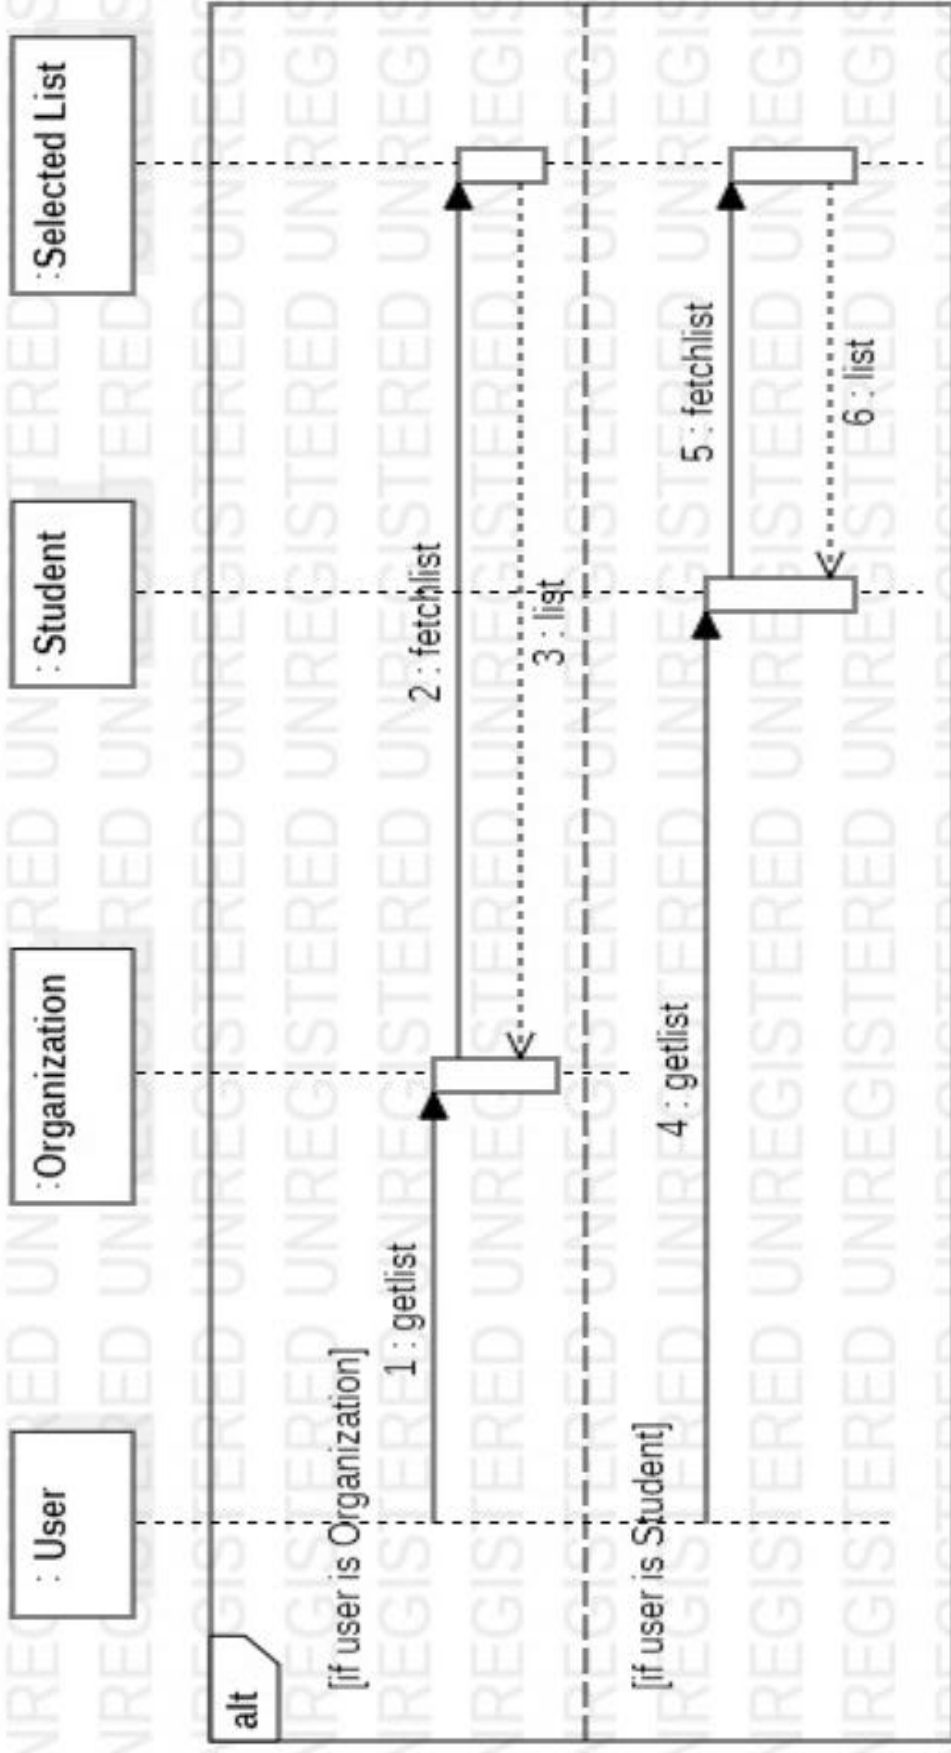 : User
:Organization
: Student
:Selected List
alt
[if user is Organization]
1 : getlist
2 : fetchlist
3 : list
[if user is Student]
4 : getlist
5 : fetchlist
6 : list
UNREGISTERED